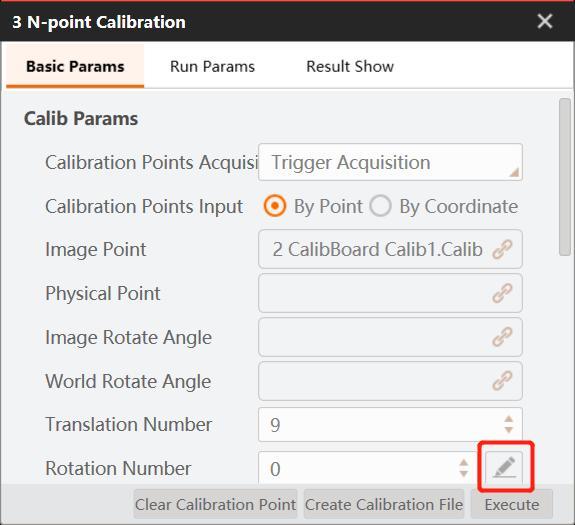 3 N-point Calibration
Basic Params Run Params Result Show
Calib Params
Calibration Points Acquisi Trigger Acquisition
Calibration Points Input By Point By Coordinate
Image Point 2 CalibBoard Calib1.Calib
Physical Point
Image Rotate Angle
World Rotate Angle
Translation Number 9
Rotation Number 0
Clear Calibration Point Create Calibration File Execute